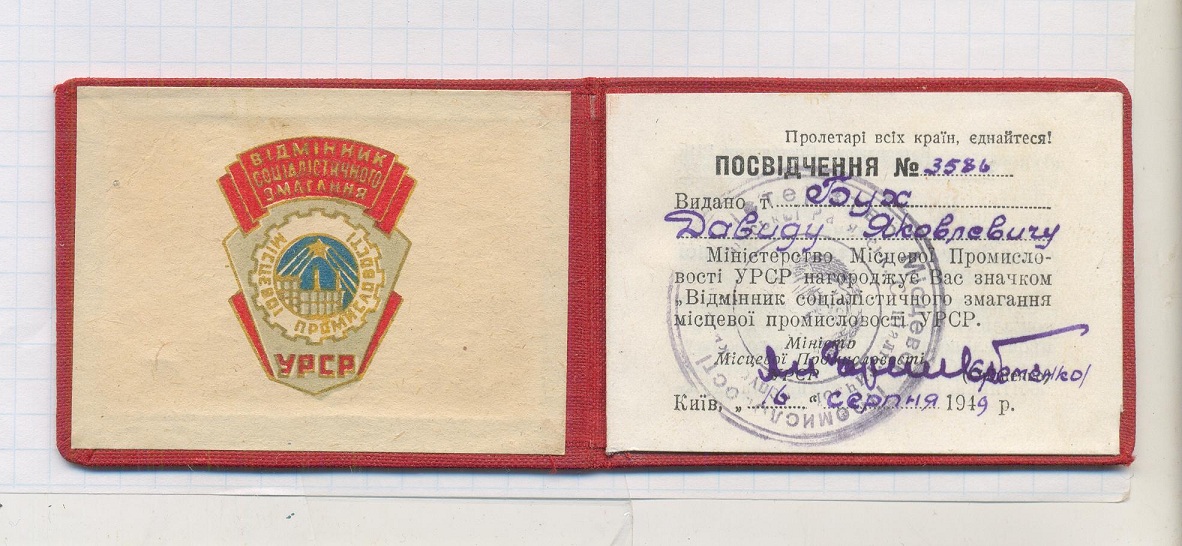 ВІДМІННИК
СОЦІАЛІСТИЧНОГО
ЗМАГАННЯ
МІСЦЕВОЇ ПРОМИСЛОВОСТІ
УРСР
Пролетарі всіх країн, єднайтеся!
ПОСВІДЧЕННЯ № 3586
Видано т. Бух
Давиду Яковлевичу
Міністерство Місцевої Промисло-
вості УРСР нагороджує Вас значком
„Відмінник соціалістичного змагання
місцевої промисловості УРСР.
Міністр
Місцевої Промисловості
УРСР
Київ, „16" серпня 1949 р.